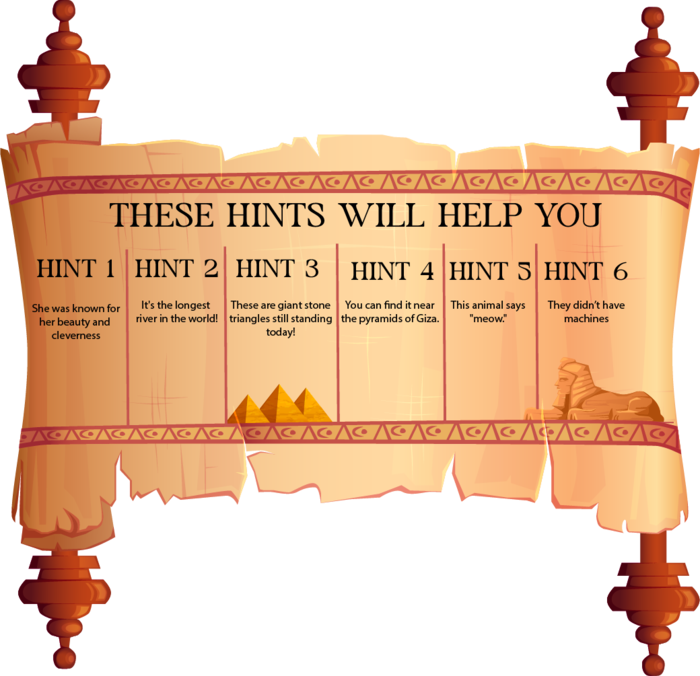 THESE HINTS WILL HELP YOU
HINT 1
She was known for
her beauty and
cleverness
HINT 2
It's the longest
river in the world!
HINT 3
These are giant stone
triangles still standing
today!
HINT 4
You can find it near
the pyramids of Giza.
HINT 5
This animal says
"meow."
HINT 6
They didn't have
machines